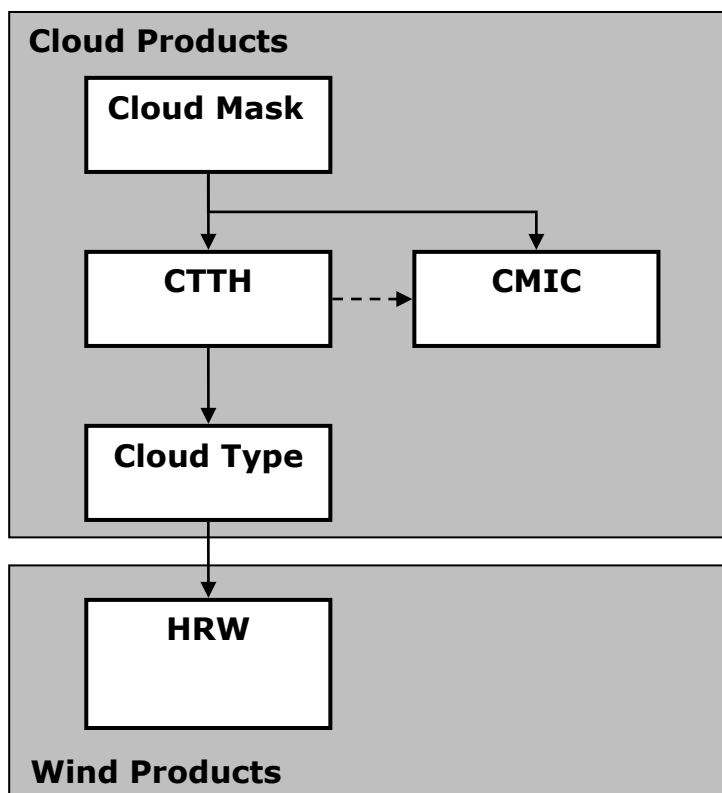 Cloud Products
Cloud Mask
CTTH
CMIC
Cloud Type
HRW
Wind Products